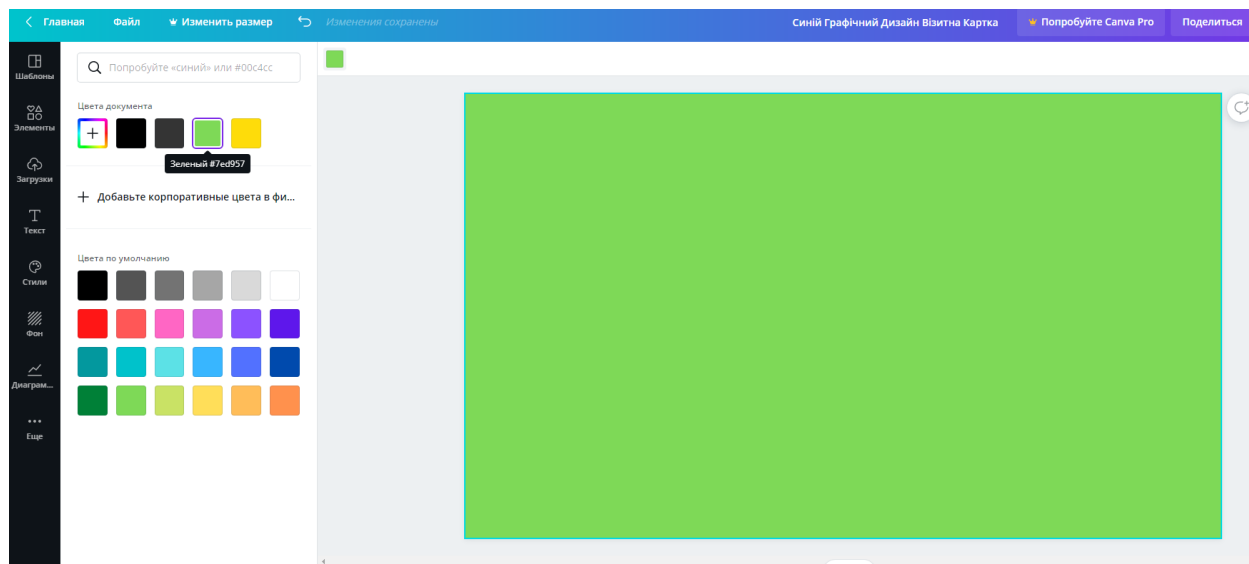 Главная Файл Изменить размер Изменения сохранены Синій Графічний Дизайн Візитна Картка Попробуйте Canva Pro Поделиться
Шаблоны
Элементы
Загрузки
Текст
Стили
Фон
Диаграм...
Еще
Попробуйте «синий» или #00c4cc
Цвета документа
Зеленый #7ed957
Добавьте корпоративные цвета в фи...
Цвета по умолчанию